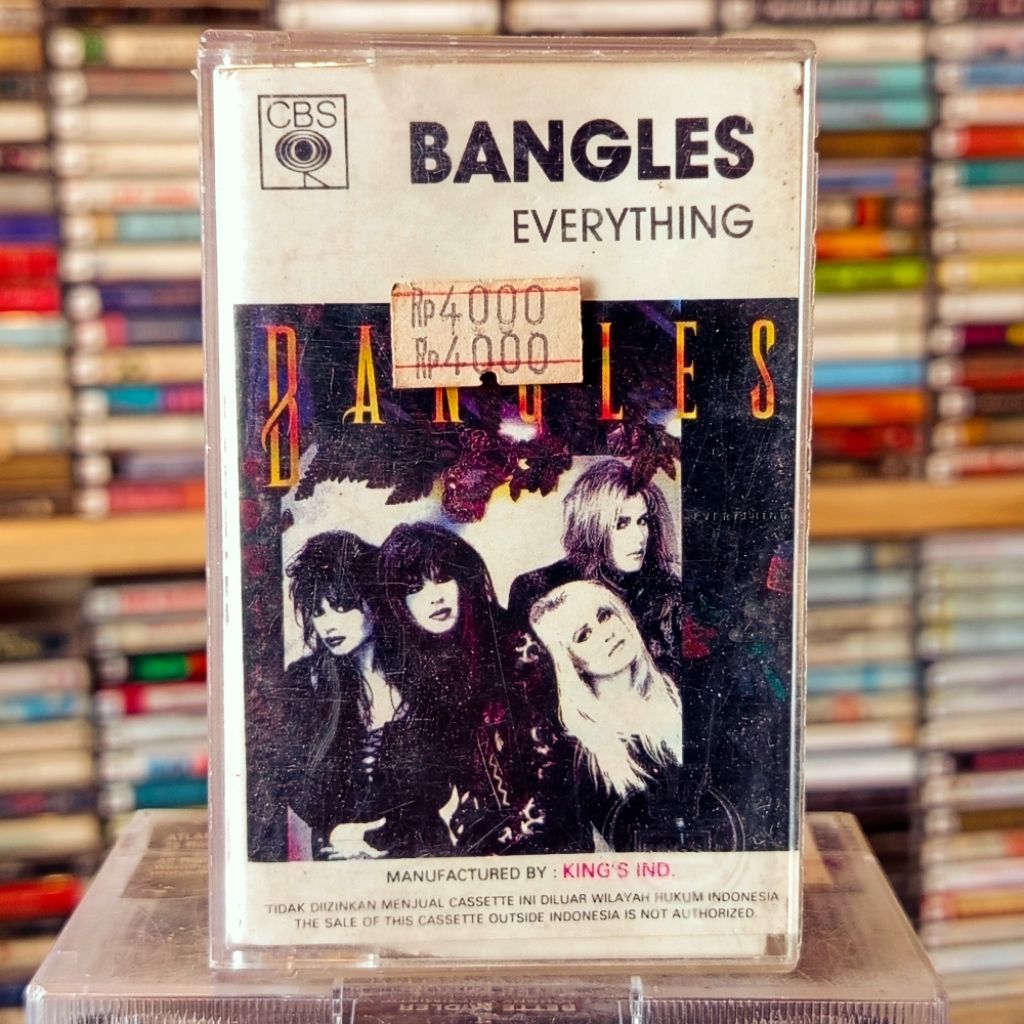 CBS
BANGLES
EVERYTHING
Rp4000
Rp4000
BANGLES
EVERYTHING
MANUFACTURED BY : KING'S IND.
TIDAK DIIZINKAN MENJUAL CASSETTE INI DILUAR WILAYAH HUKUM INDONESIA
THE SALE OF THIS CASSETTE OUTSIDE INDONESIA IS NOT AUTHORIZED.